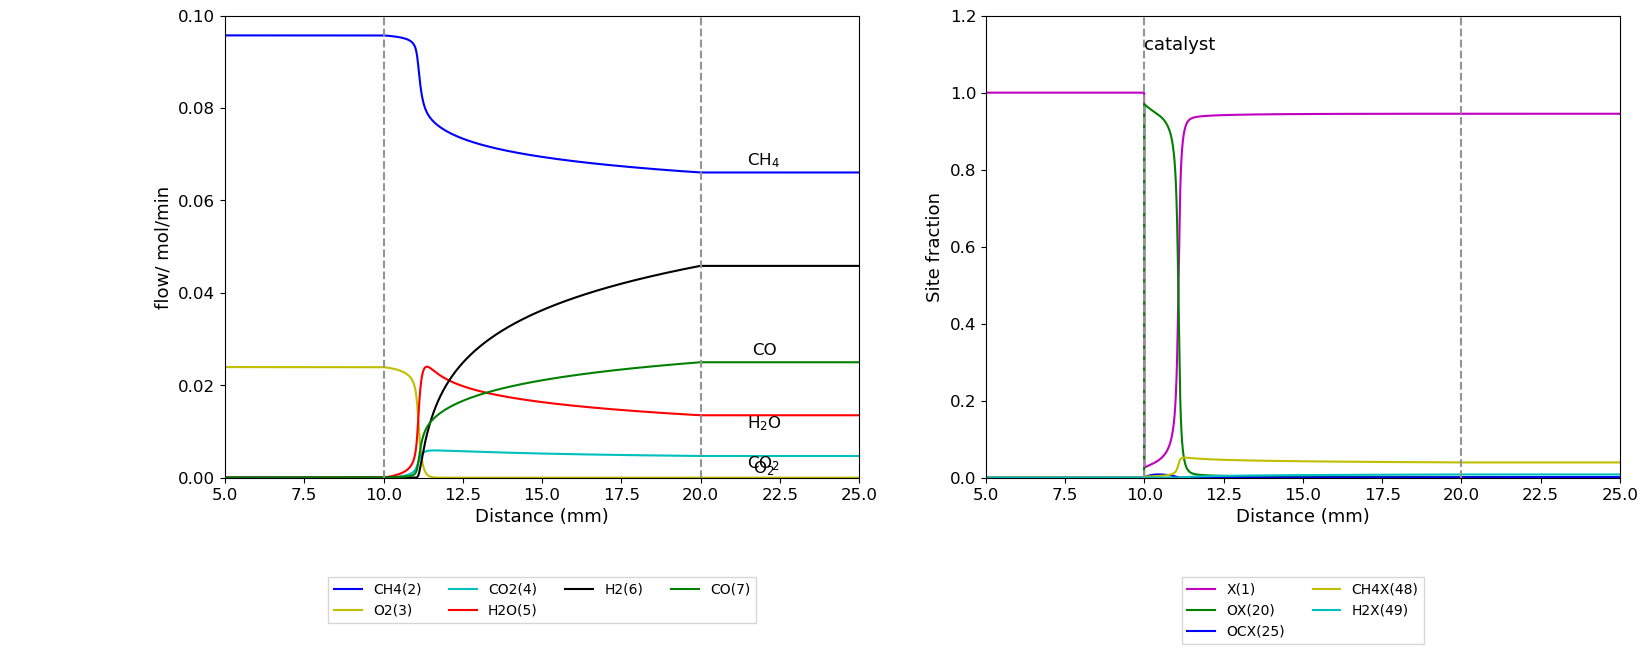 0.10
0.08
0.06
0.04
0.02
0.00
flow/ mol/min
CH₄
CO
H₂O
CO₂
O₂
5.0 7.5 10.0 12.5 15.0 17.5 20.0 22.5 25.0
Distance (mm)
CH4(2) CO2(4) H2(6) CO(7)
O2(3) H2O(5)
1.2
1.0
0.8
0.6
0.4
0.2
0.0
Site fraction
catalyst
5.0 7.5 10.0 12.5 15.0 17.5 20.0 22.5 25.0
Distance (mm)
X(1) CH4X(48)
OX(20) H2X(49)
OCX(25)